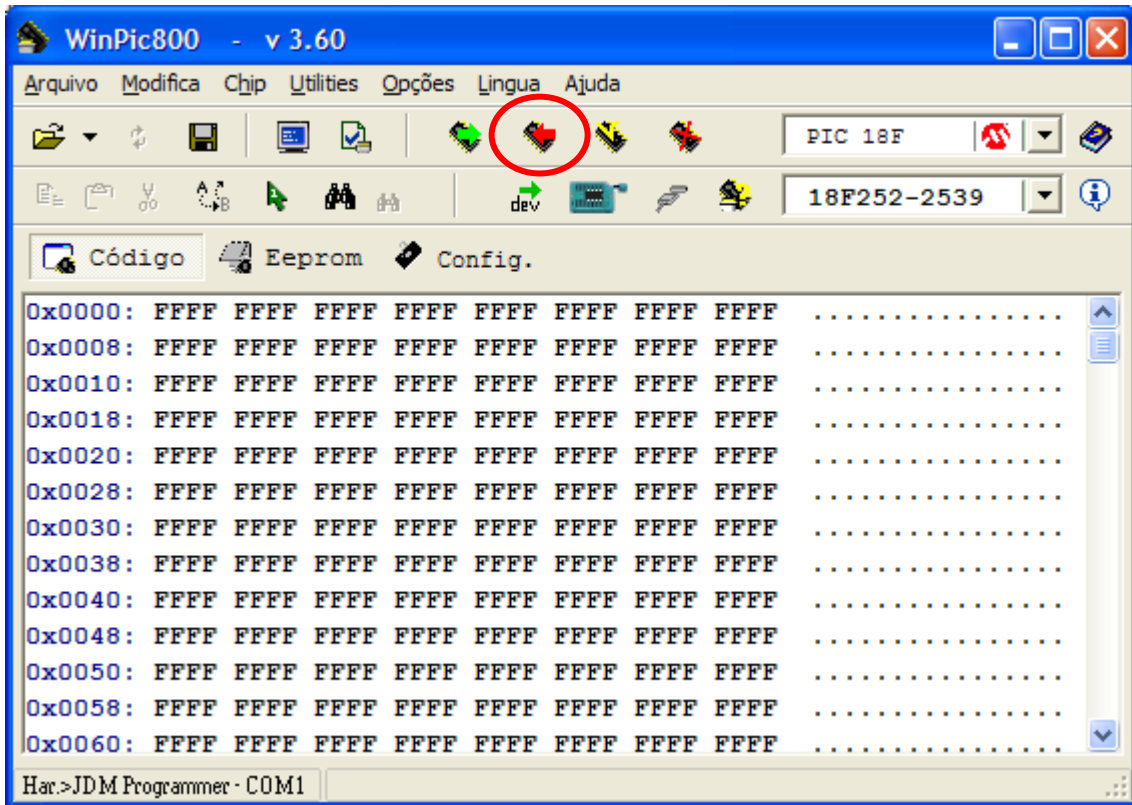 WinPic800 - v 3.60
Arquivo Modifica Chip Utilities Opções Lingua Ajuda
PIC 18F
dev 18F252-2539
Código Eeprom Config.
0x0000: FFFF FFFF FFFF FFFF FFFF FFFF FFFF FFFF ................
0x0008: FFFF FFFF FFFF FFFF FFFF FFFF FFFF FFFF ................
0x0010: FFFF FFFF FFFF FFFF FFFF FFFF FFFF FFFF ................
0x0018: FFFF FFFF FFFF FFFF FFFF FFFF FFFF FFFF ................
0x0020: FFFF FFFF FFFF FFFF FFFF FFFF FFFF FFFF ................
0x0028: FFFF FFFF FFFF FFFF FFFF FFFF FFFF FFFF ................
0x0030: FFFF FFFF FFFF FFFF FFFF FFFF FFFF FFFF ................
0x0038: FFFF FFFF FFFF FFFF FFFF FFFF FFFF FFFF ................
0x0040: FFFF FFFF FFFF FFFF FFFF FFFF FFFF FFFF ................
0x0048: FFFF FFFF FFFF FFFF FFFF FFFF FFFF FFFF ................
0x0050: FFFF FFFF FFFF FFFF FFFF FFFF FFFF FFFF ................
0x0058: FFFF FFFF FFFF FFFF FFFF FFFF FFFF FFFF ................
0x0060: FFFF FFFF FFFF FFFF FFFF FFFF FFFF FFFF ................
Har.>JDM Programmer - COM1